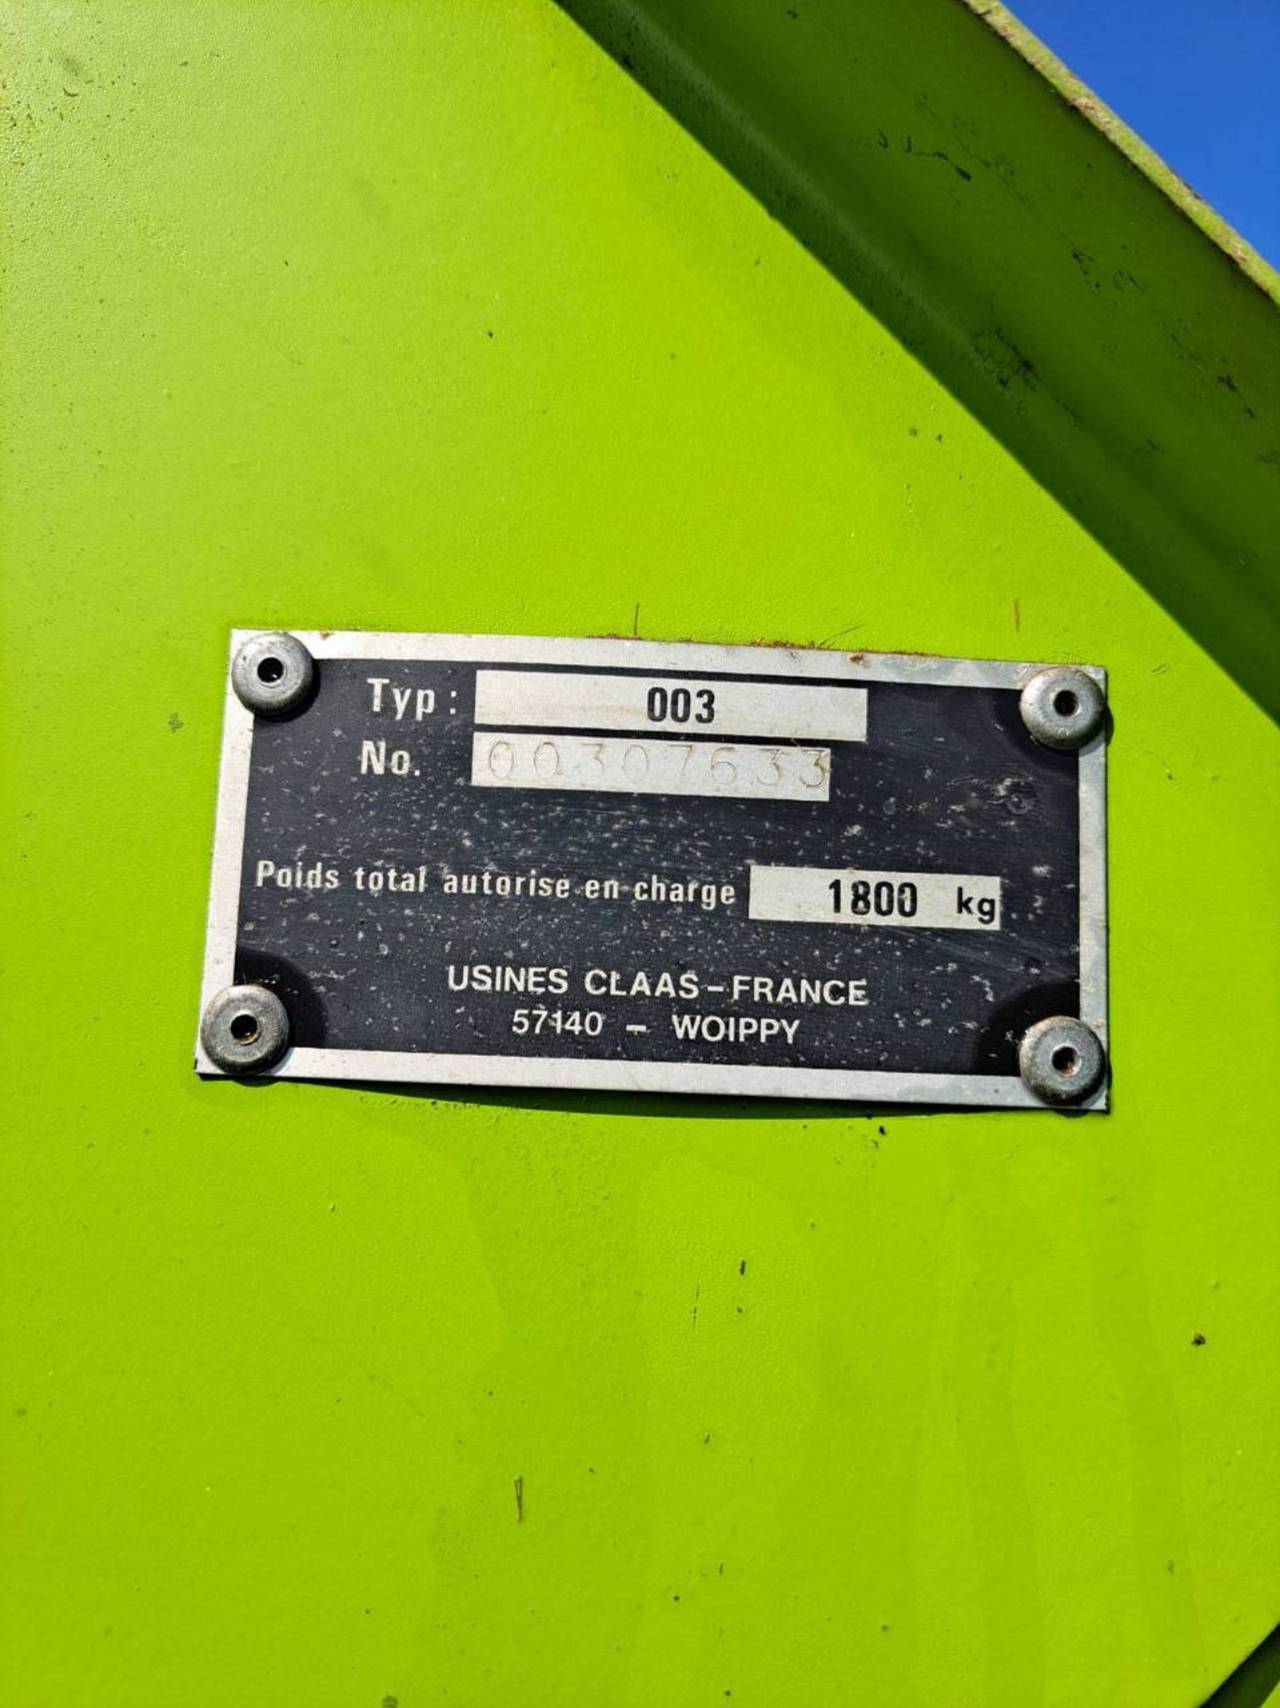 Typ: 003
No. 00307633
Poids total autorise en charge 1800 kg
USINES CLAAS-FRANCE
57140 - WOIPPY